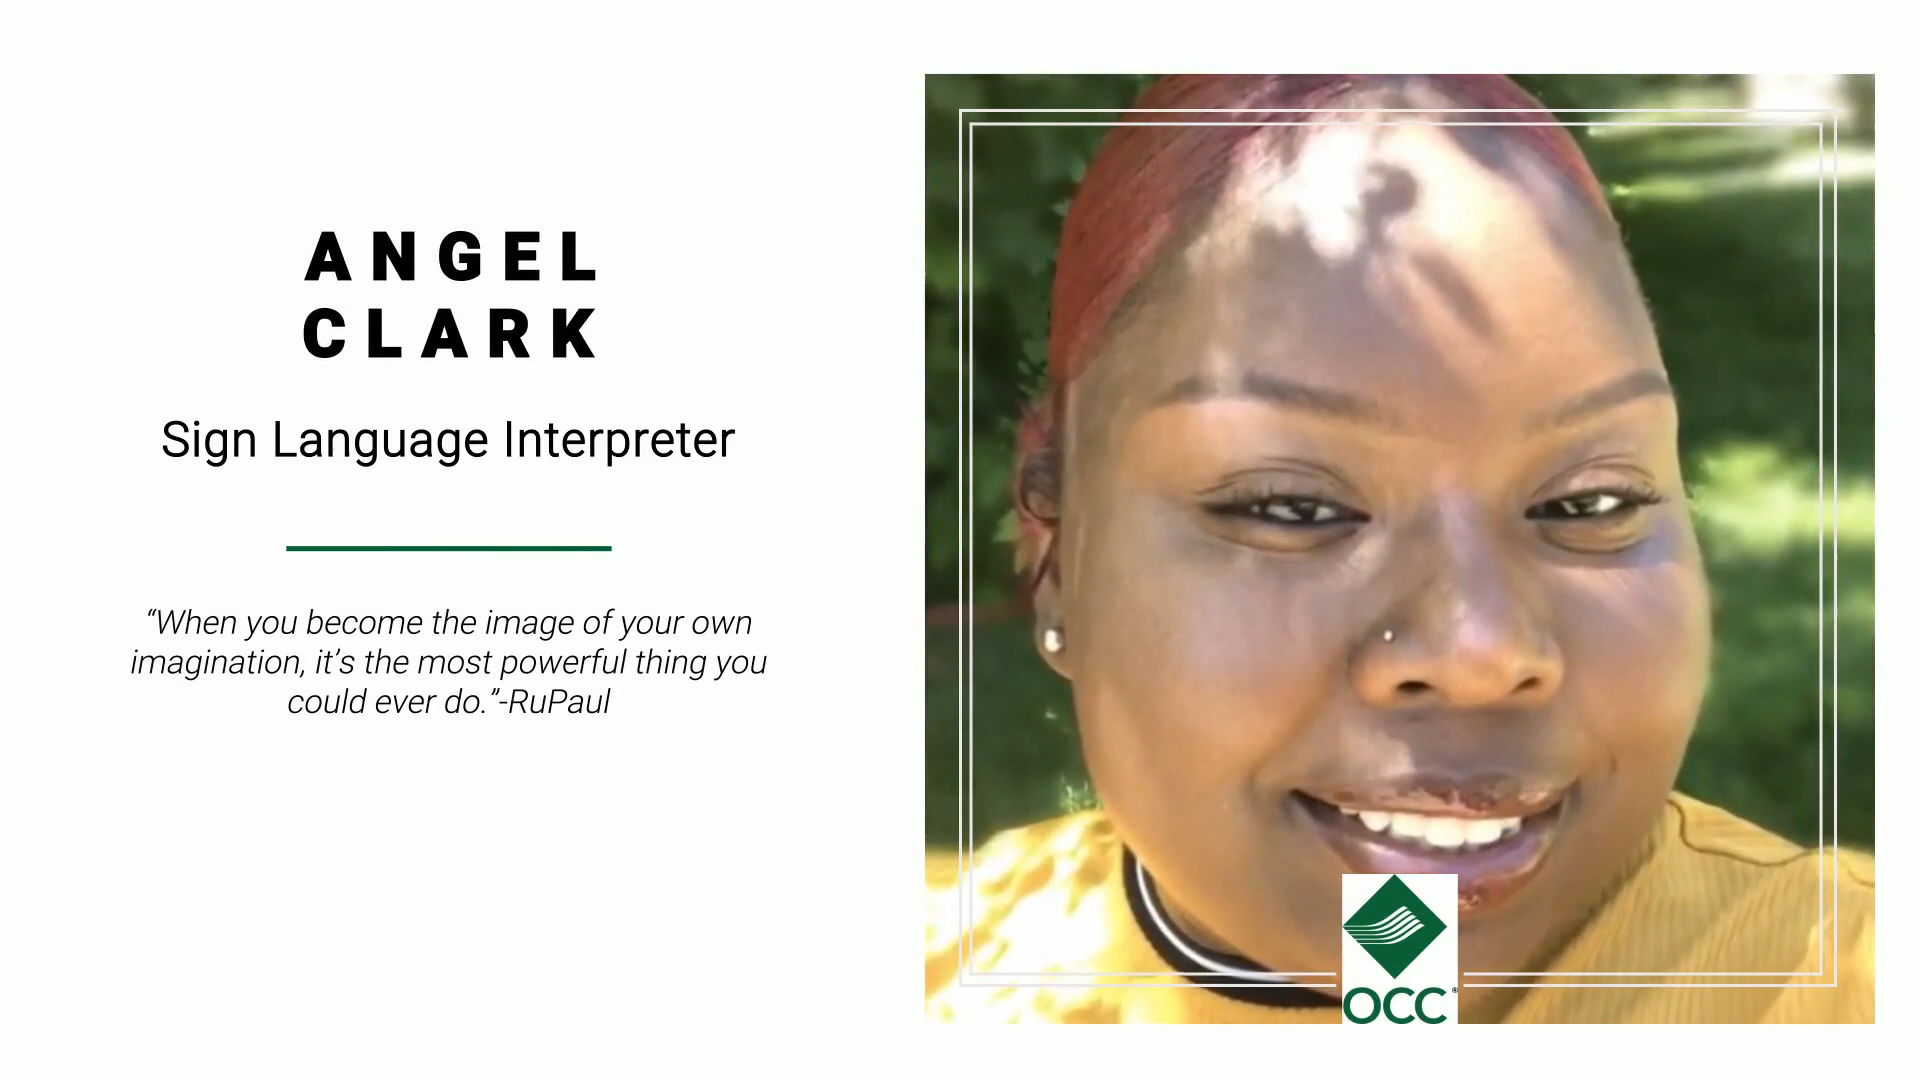 ANGEL
CLARK
Sign Language Interpreter
“When you become the image of your own
imagination, it’s the most powerful thing you
could ever do.”-RuPaul
OCC®